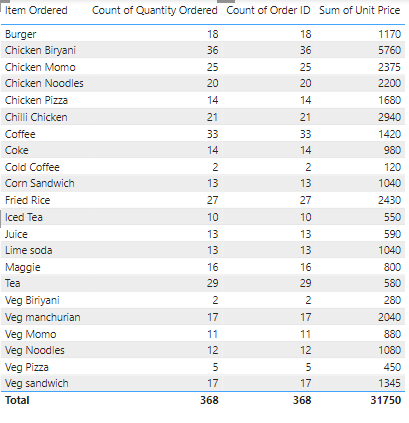 Item Ordered Count of Quantity Ordered Count of Order ID Sum of Unit Price
Burger 18 18 1170
Chicken Biryani 36 36 5760
Chicken Momo 25 25 2375
Chicken Noodles 20 20 2200
Chicken Pizza 14 14 1680
Chilli Chicken 21 21 2940
Coffee 33 33 1420
Coke 14 14 980
Cold Coffee 2 2 120
Corn Sandwich 13 13 1040
Fried Rice 27 27 2430
Iced Tea 10 10 550
Juice 13 13 590
Lime soda 13 13 1040
Maggie 16 16 800
Tea 29 29 580
Veg Biriyani 2 2 280
Veg manchurian 17 17 2040
Veg Momo 11 11 880
Veg Noodles 12 12 1080
Veg Pizza 5 5 450
Veg sandwich 17 17 1345
Total 368 368 31750